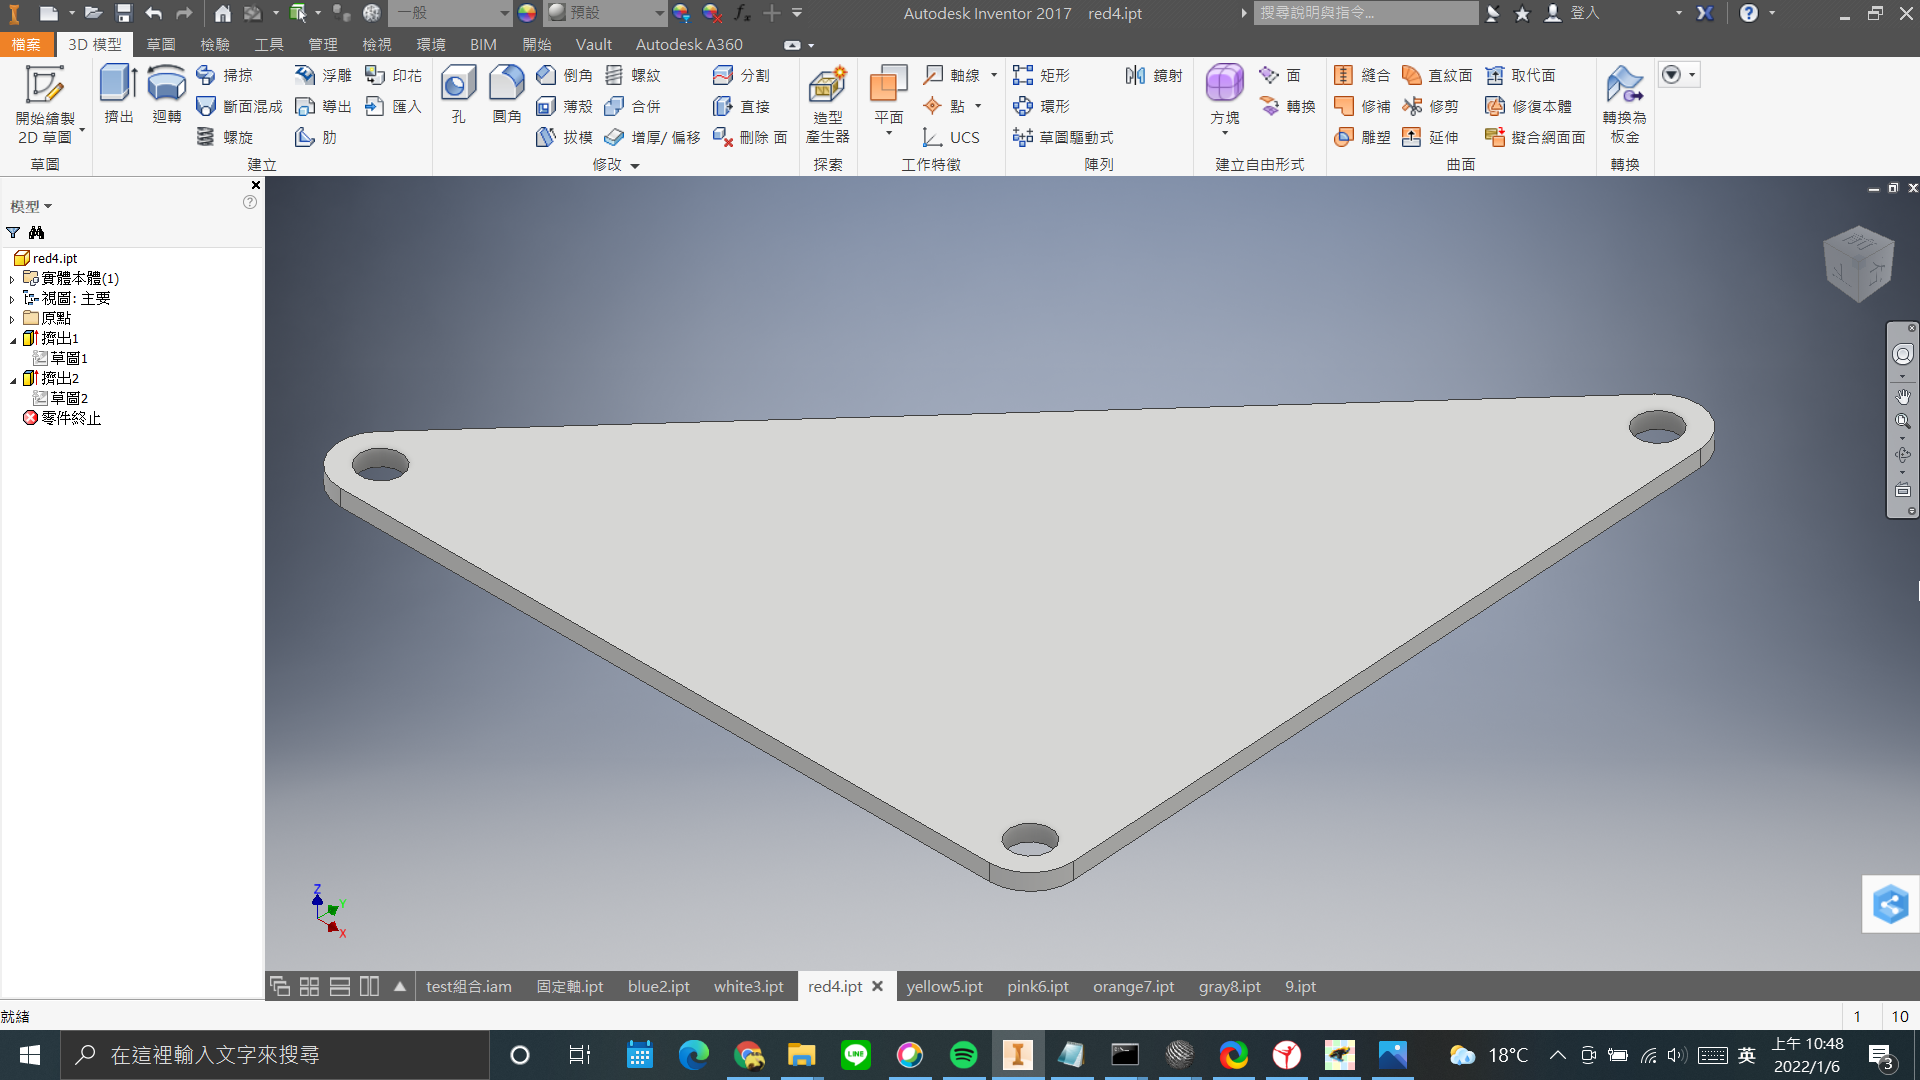 一般
預設
Autodesk Inventor 2017 red4.ipt
搜尋說明與指令...
登入
檔案 3D 模型 草圖 檢驗 工具 管理 檢視 環境 BIM 開始 Vault Autodesk A360
開始繪製
2D 草圖
草圖
擠出
迴轉
掃掠
斷面混成
螺旋
浮雕
導出
肋
印花
匯入
建立
孔
圓角
倒角
薄殼
拔模
螺紋
合併
增厚/ 偏移
分割
直接
刪除 面
修改
造型
產生器
探索
平面
軸線
點
UCS
工作特徵
矩形
環形
草圖驅動式
鏡射
陣列
方塊
面
轉換
建立自由形式
縫合
修補
雕塑
直紋面
修剪
延伸
取代面
修復本體
擬合網面面
曲面
轉換為
板金
轉換
模型
red4.ipt
實體本體(1)
視圖: 主要
原點
擠出1
草圖1
擠出2
草圖2
零件終止
Z
Y
X
test組合.iam 固定軸.ipt blue2.ipt white3.ipt red4.ipt yellow5.ipt pink6.ipt orange7.ipt gray8.ipt 9.ipt
就緒
1 10
在這裡輸入文字來搜尋
LINE
18°C
英
上午 10:48
2022/1/6
3